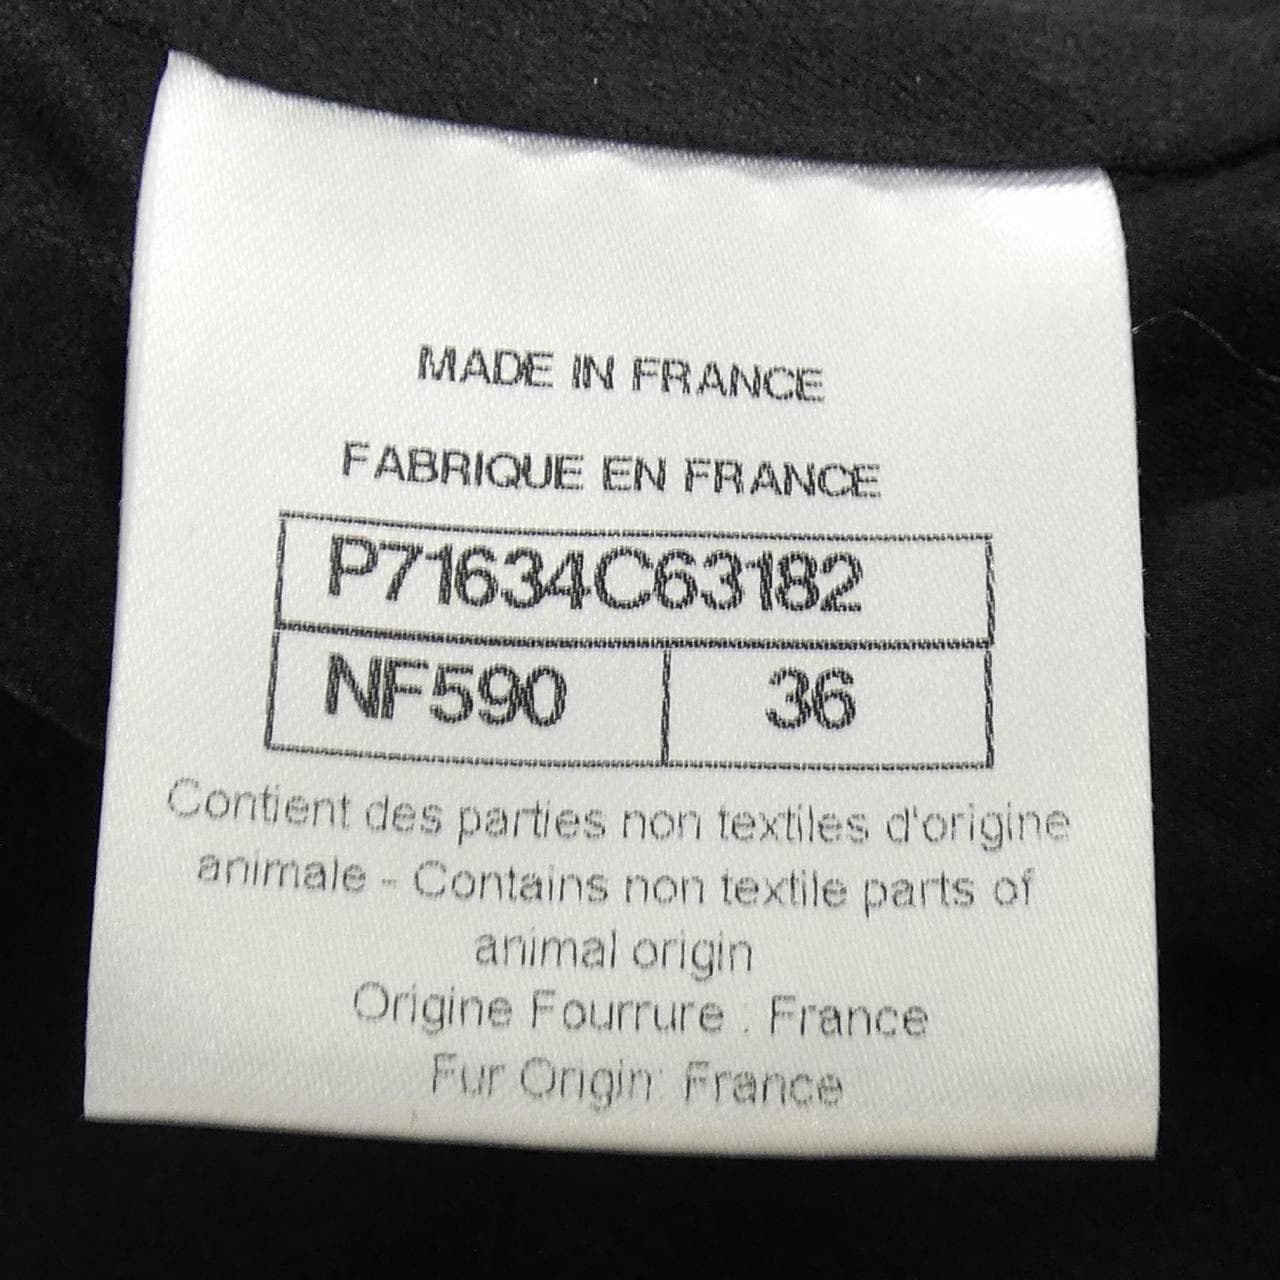 MADE IN FRANCE
FABRIQUE EN FRANCE
P71634C63182
NF590 36
Contient des parties non textiles d'origine
animale - Contains non textile parts of
animal origin
Origine Fourrure : France
Fur Origin: France